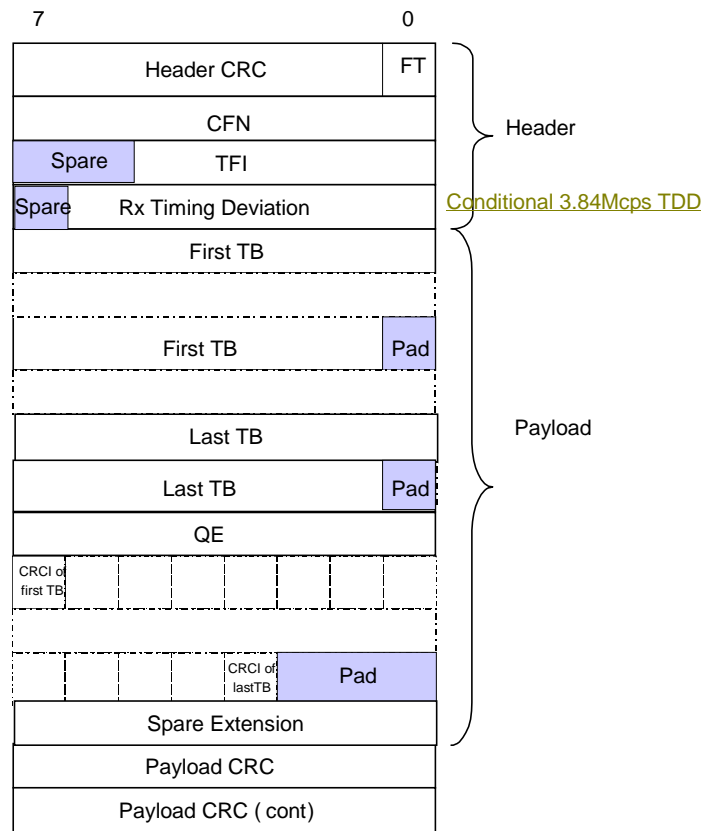 7 0
Header CRC FT
CFN
Spare TFI
Spare Rx Timing Deviation
First TB
First TB Pad
Last TB
Last TB Pad
QE
CRCI of
first TB
CRCI of
lastTB
Pad
Spare Extension
Payload CRC
Payload CRC ( cont)
Header
Conditional 3.84Mcps TDD
Payload